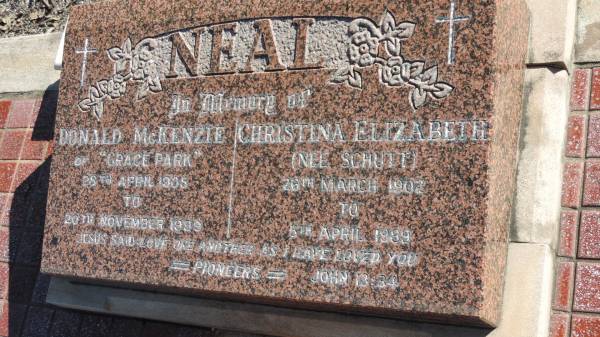 NEAL
In Memory of
DONALD McKENZIE
OF "GRACE PARK"
28TH APRIL
TO
20TH NOVEMBER
CHRISTINA ELIZABETH
(NEE SCHUTT)
26TH MARCH 1902
TO
5TH APRIL 1989
JESUS SAID: LOVE ONE ANOTHER AS I HAVE LOVED YOU
= PIONEERS = JOHN 13:34